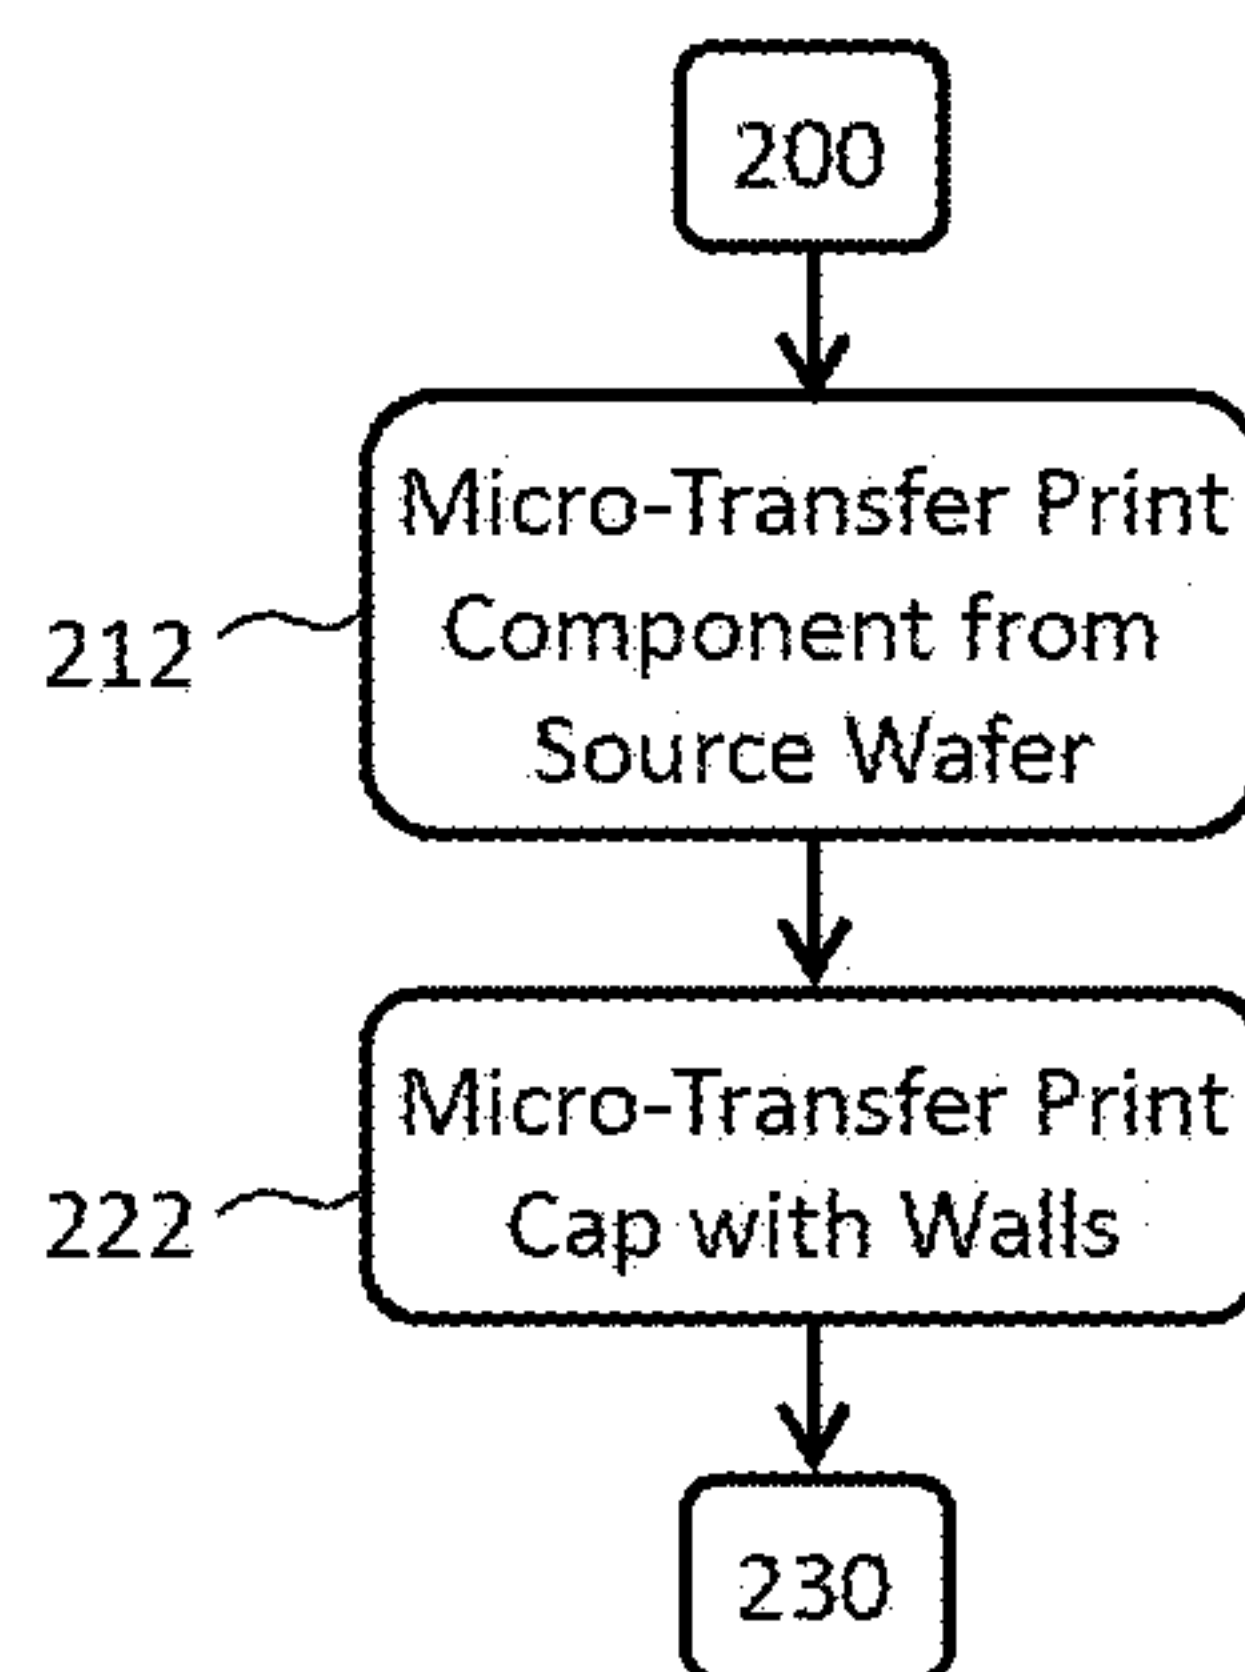 200
Micro-Transfer Print
Component from
Source Wafer
212
Micro-Transfer Print
Cap with Walls
222
230